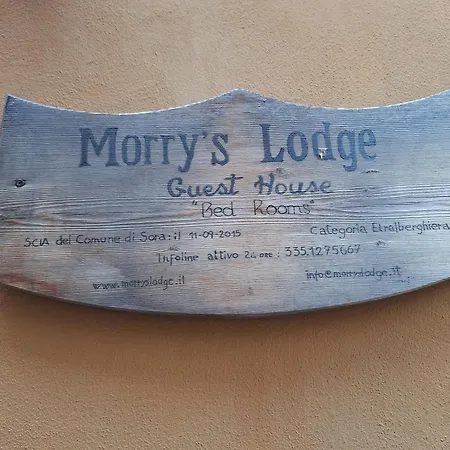 Morry's Lodge
Guest House
"Bed Rooms"
SCIA del Comune di Sora: il 11-09-2015
Categoria Etralberghiera
Infoline attivo 24 ORE : 335.1275667
www.morryslodge.it
info@morryslodge.it